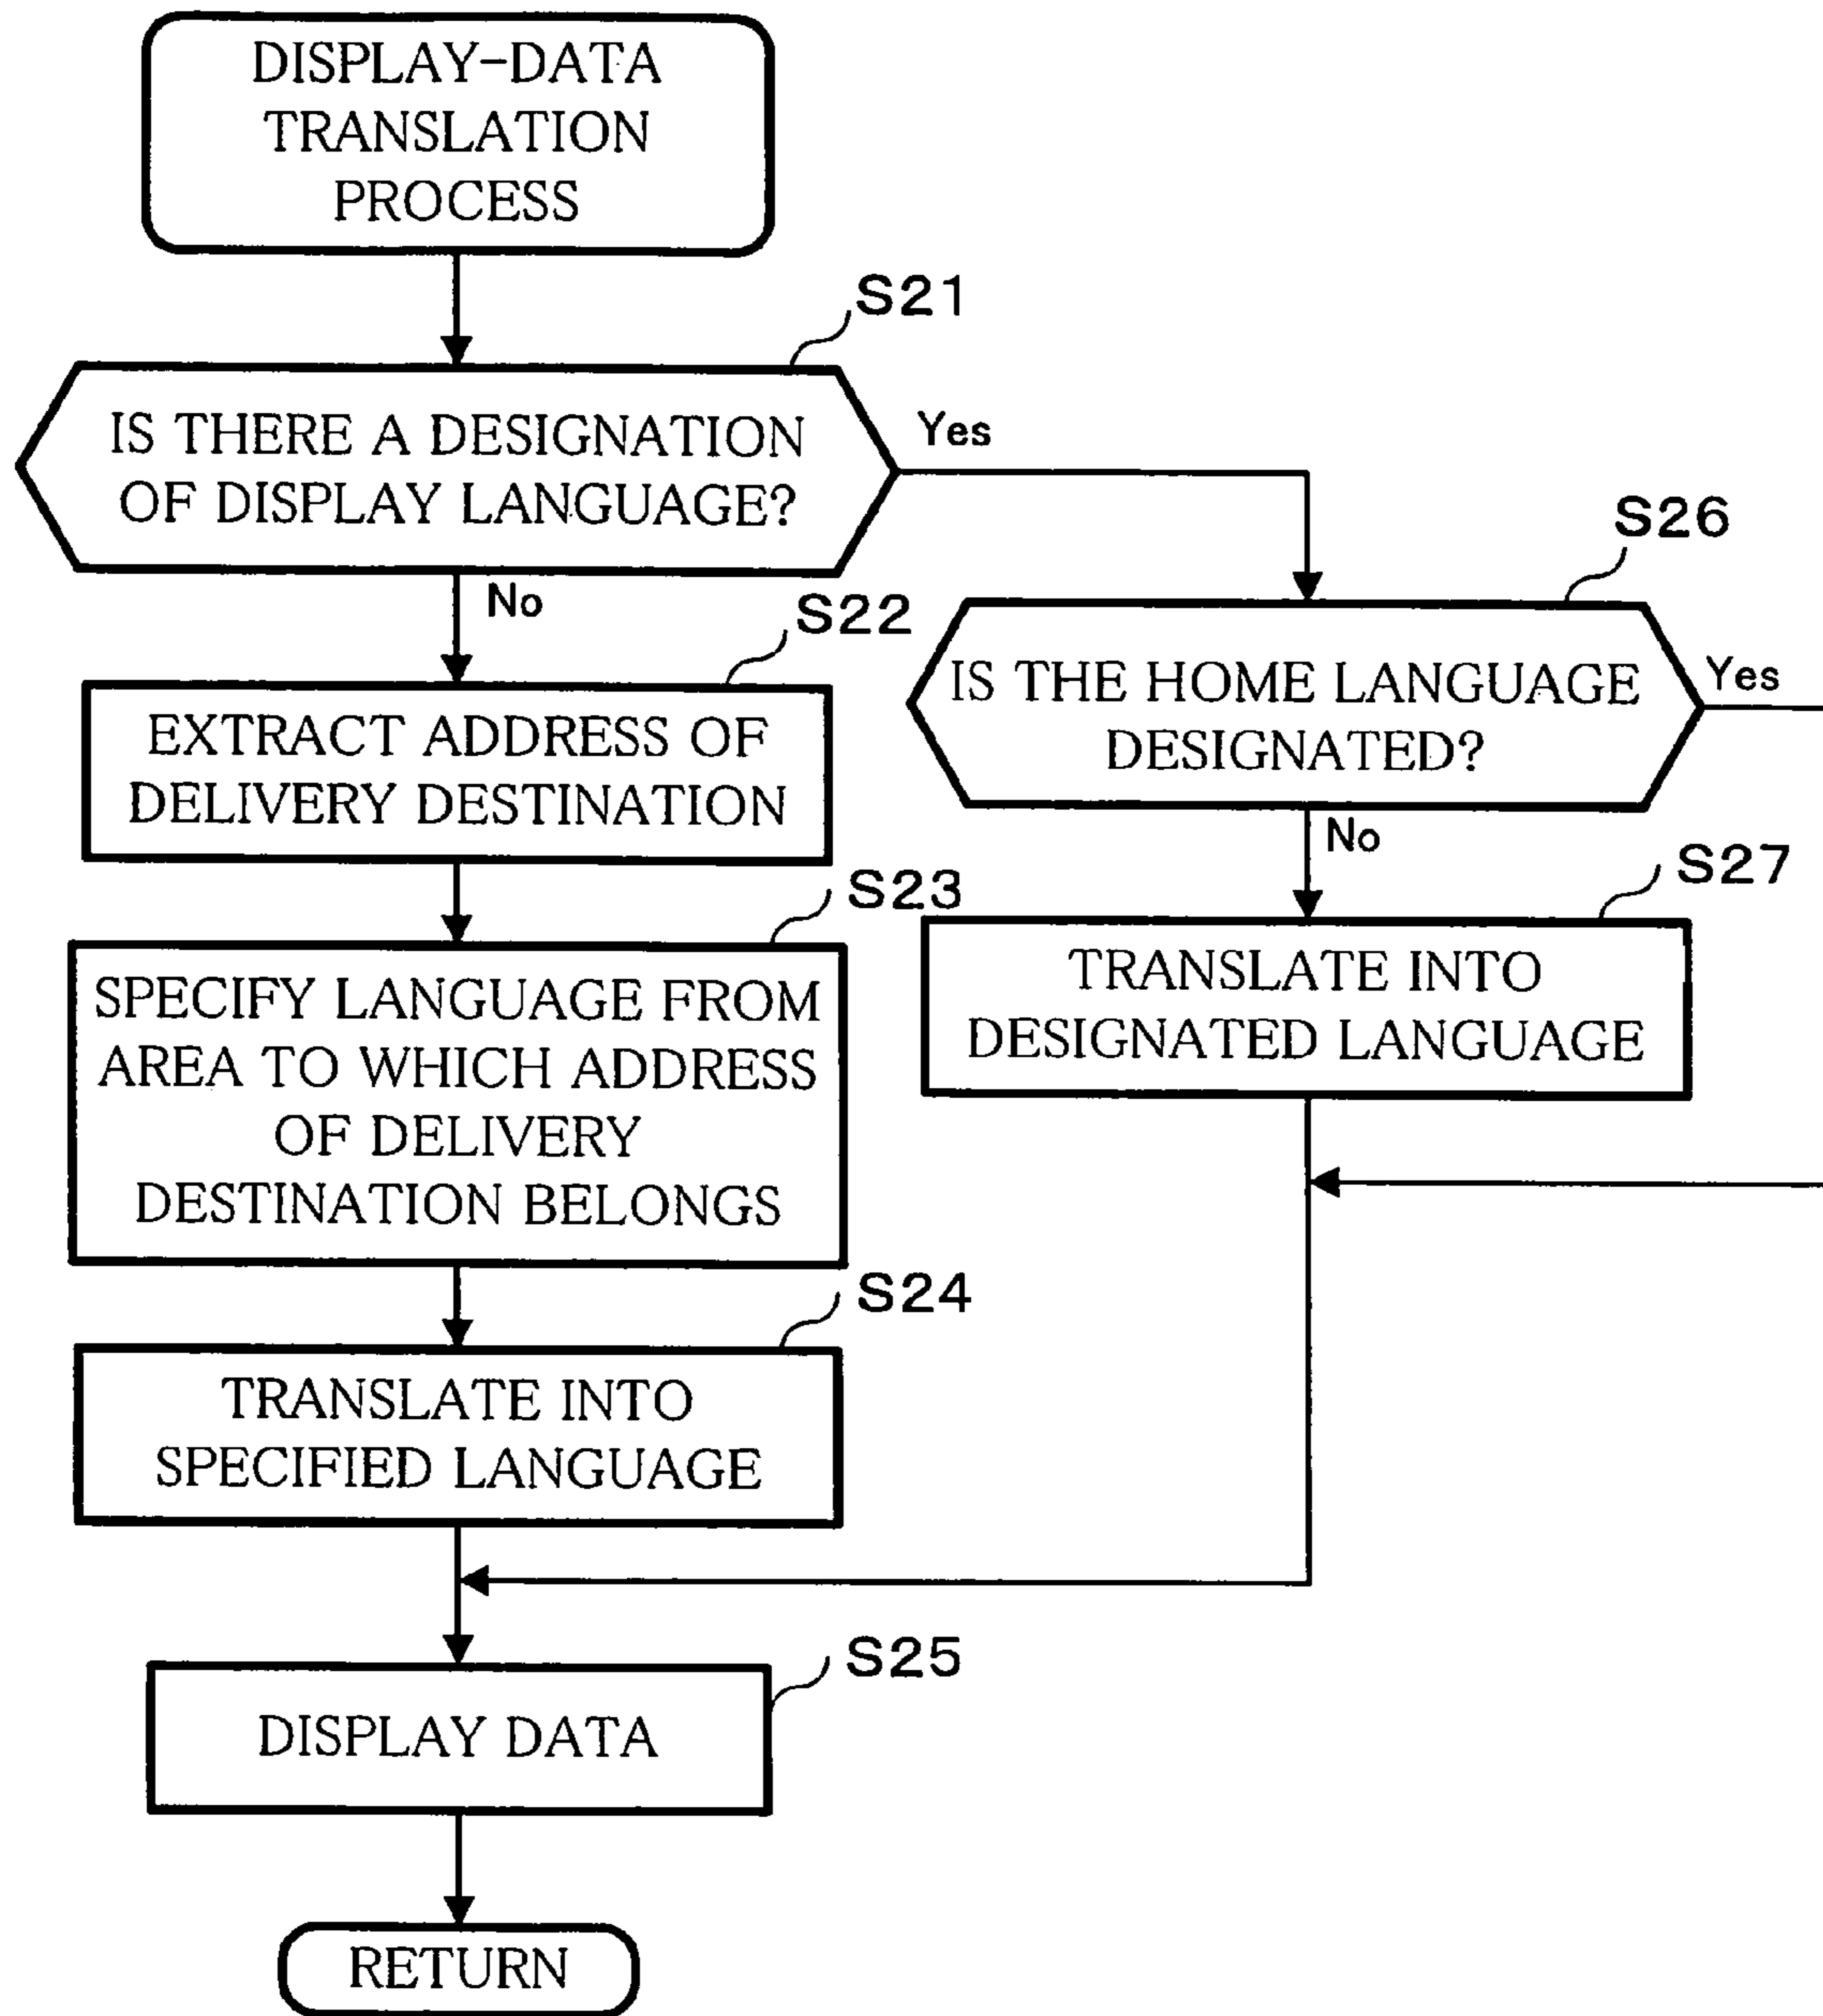 DISPLAY-DATA
TRANSLATION
PROCESS
S21
IS THERE A DESIGNATION
OF DISPLAY LANGUAGE?
Yes
No
S22
EXTRACT ADDRESS OF
DELIVERY DESTINATION
S23
SPECIFY LANGUAGE FROM
AREA TO WHICH ADDRESS
OF DELIVERY
DESTINATION BELONGS
S24
TRANSLATE INTO
SPECIFIED LANGUAGE
S26
IS THE HOME LANGUAGE
DESIGNATED?
Yes
No
S27
TRANSLATE INTO
DESIGNATED LANGUAGE
S25
DISPLAY DATA
RETURN